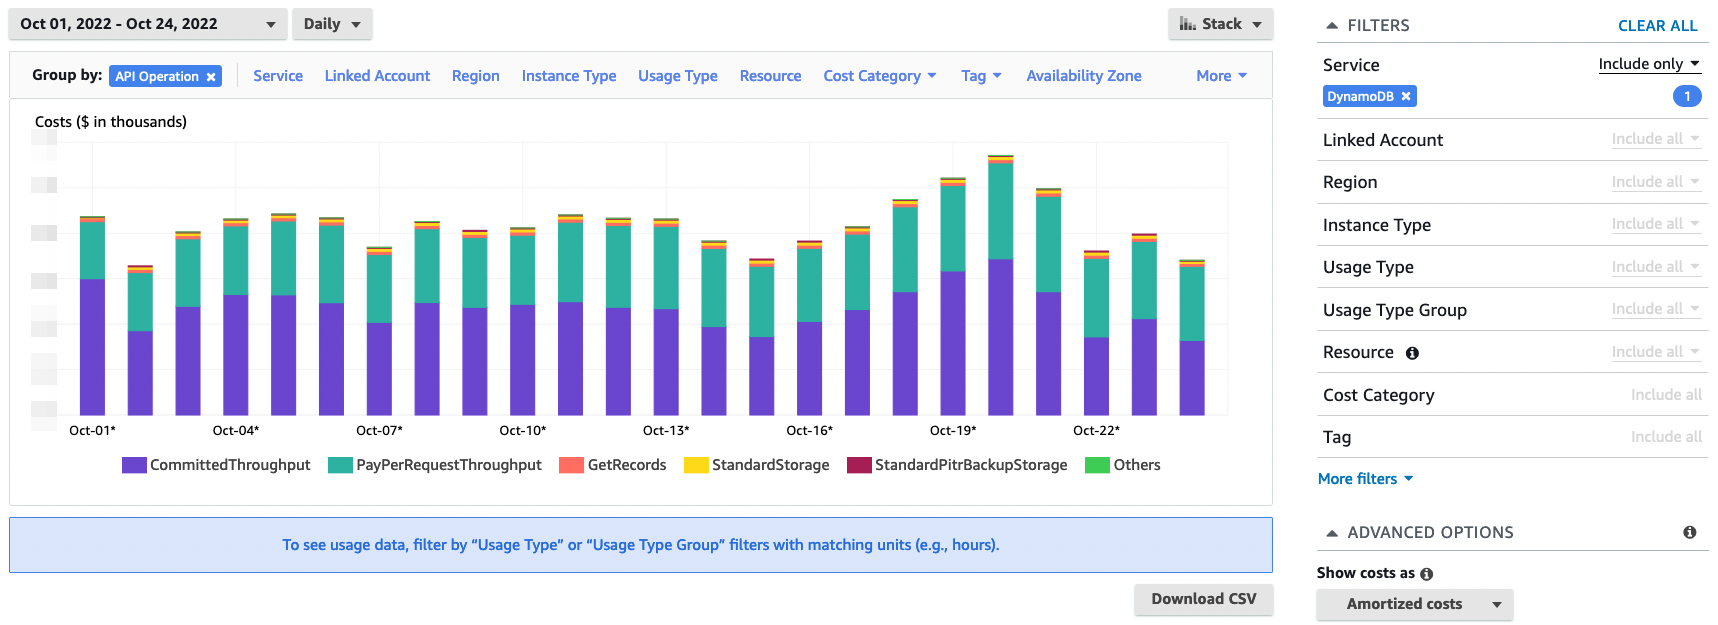 Oct 01, 2022 - Oct 24, 2022
Daily
Stack
Group by: API Operation × Service Linked Account Region Instance Type Usage Type Resource Cost Category Tag Availability Zone More
Costs ($ in thousands)
Oct-01* Oct-04* Oct-07* Oct-10* Oct-13* Oct-16* Oct-19* Oct-22*
CommittedThroughput PayPerRequestThroughput GetRecords StandardStorage StandardPitrBackupStorage Others
To see usage data, filter by “Usage Type” or “Usage Type Group” filters with matching units (e.g., hours).
Download CSV
FILTERS CLEAR ALL
Service Include only
DynamoDB × 1
Linked Account Include all
Region Include all
Instance Type Include all
Usage Type Include all
Usage Type Group Include all
Resource Include all
Cost Category Include all
Tag Include all
More filters
ADVANCED OPTIONS
Show costs as
Amortized costs